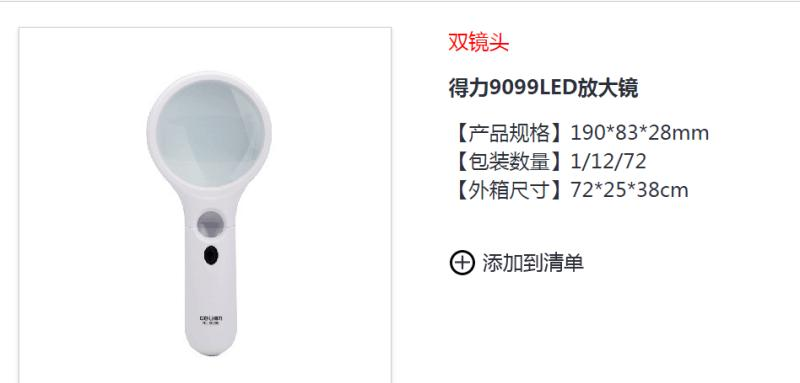 双镜头
得力9099LED放大镜
【产品规格】190*83*28mm
【包装数量】1/12/72
【外箱尺寸】72*25*38cm
添加到清单